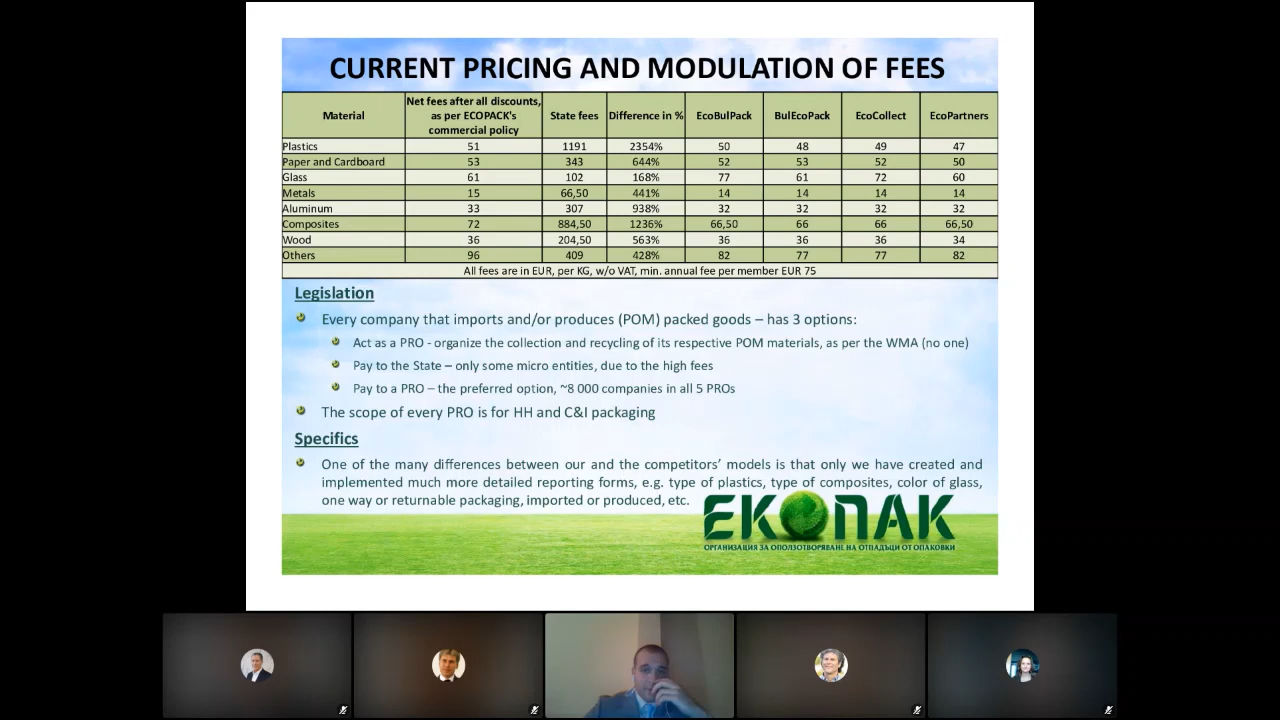 CURRENT PRICING AND MODULATION OF FEES
Material | Net fees after all discounts, as per ECOPACK's commercial policy | State fees | Difference in % | EcoBulPack | BulEcoPack | EcoCollect | EcoPartners
Plastics | 51 | 1191 | 2354% | 50 | 48 | 49 | 47
Paper and Cardboard | 53 | 343 | 644% | 52 | 53 | 52 | 50
Glass | 61 | 102 | 168% | 77 | 61 | 72 | 60
Metals | 15 | 66,50 | 441% | 14 | 14 | 14 | 14
Aluminum | 33 | 307 | 938% | 32 | 32 | 32 | 32
Composites | 72 | 884,50 | 1236% | 66,50 | 66 | 66 | 66,50
Wood | 36 | 204,50 | 563% | 36 | 36 | 36 | 34
Others | 96 | 409 | 428% | 82 | 77 | 77 | 82
All fees are in EUR, per KG, w/o VAT, min. annual fee per member EUR 75
Legislation
Every company that imports and/or produces (POM) packed goods – has 3 options:
Act as a PRO - organize the collection and recycling of its respective POM materials, as per the WMA (no one)
Pay to the State – only some micro entities, due to the high fees
Pay to a PRO – the preferred option, ~8 000 companies in all 5 PROs
The scope of every PRO is for HH and C&I packaging
Specifics
One of the many differences between our and the competitors' models is that only we have created and
implemented much more detailed reporting forms, e.g. type of plastics, type of composites, color of glass,
one way or returnable packaging, imported or produced, etc.
ЕКОПАК
ОРГАНИЗАЦИЯ ЗА ОПОЛЗОТВОРЯВАНЕ НА ОТПАДЪЦИ ОТ ОПАКОВКИ